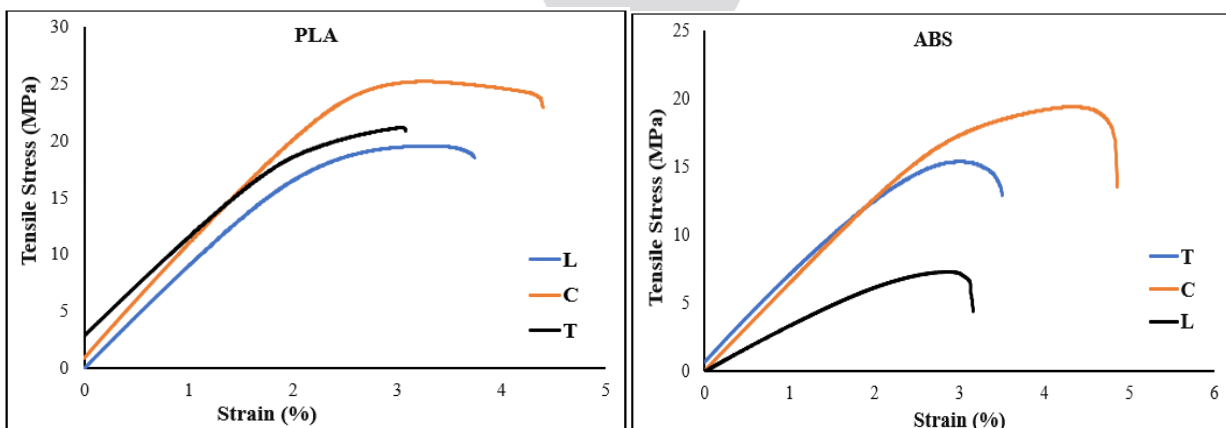 PLA
Tensile Stress (MPa)
30
25
20
15
10
5
0
0 1 2 3 4 5
Strain (%)
L
C
T
ABS
Tensile Stress (MPa)
25
20
15
10
5
0
0 1 2 3 4 5 6
Strain (%)
T
C
L